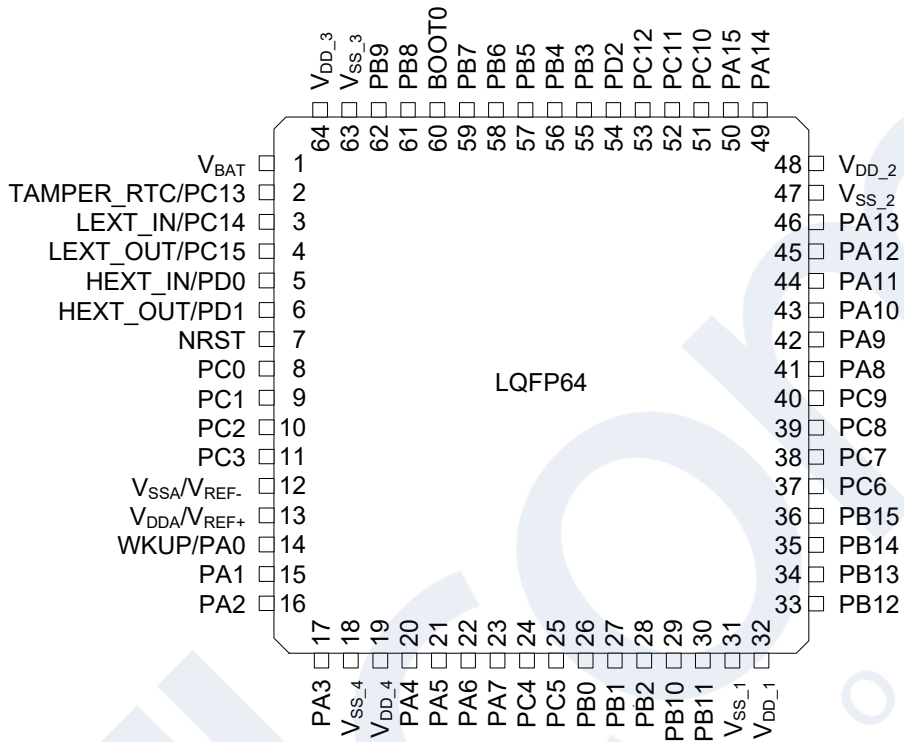 V_DD_3 V_SS_3 PB9 PB8 BOOT0 PB7 PB6 PB5 PB4 PB3 PD2 PC12 PC11 PC10 PA15 PA14
64 63 62 61 60 59 58 57 56 55 54 53 52 51 50 49
VBAT 1 48 VDD_2
TAMPER_RTC/PC13 2 47 VSS_2
LEXT_IN/PC14 3 46 PA13
LEXT_OUT/PC15 4 45 PA12
HEXT_IN/PD0 5 44 PA11
HEXT_OUT/PD1 6 43 PA10
NRST 7 42 PA9
PC0 8 41 PA8
LQFP64
PC1 9 40 PC9
PC2 10 39 PC8
PC3 11 38 PC7
VSSA/VREF- 12 37 PC6
VDDA/VREF+ 13 36 PB15
WKUP/PA0 14 35 PB14
PA1 15 34 PB13
PA2 16 33 PB12
17 18 19 20 21 22 23 24 25 26 27 28 29 30 31 32
PA3 VSS_4 VDD_4 PA4 PA5 PA6 PA7 PC4 PC5 PB0 PB1 PB2 PB10 PB11 VSS_1 VDD_1